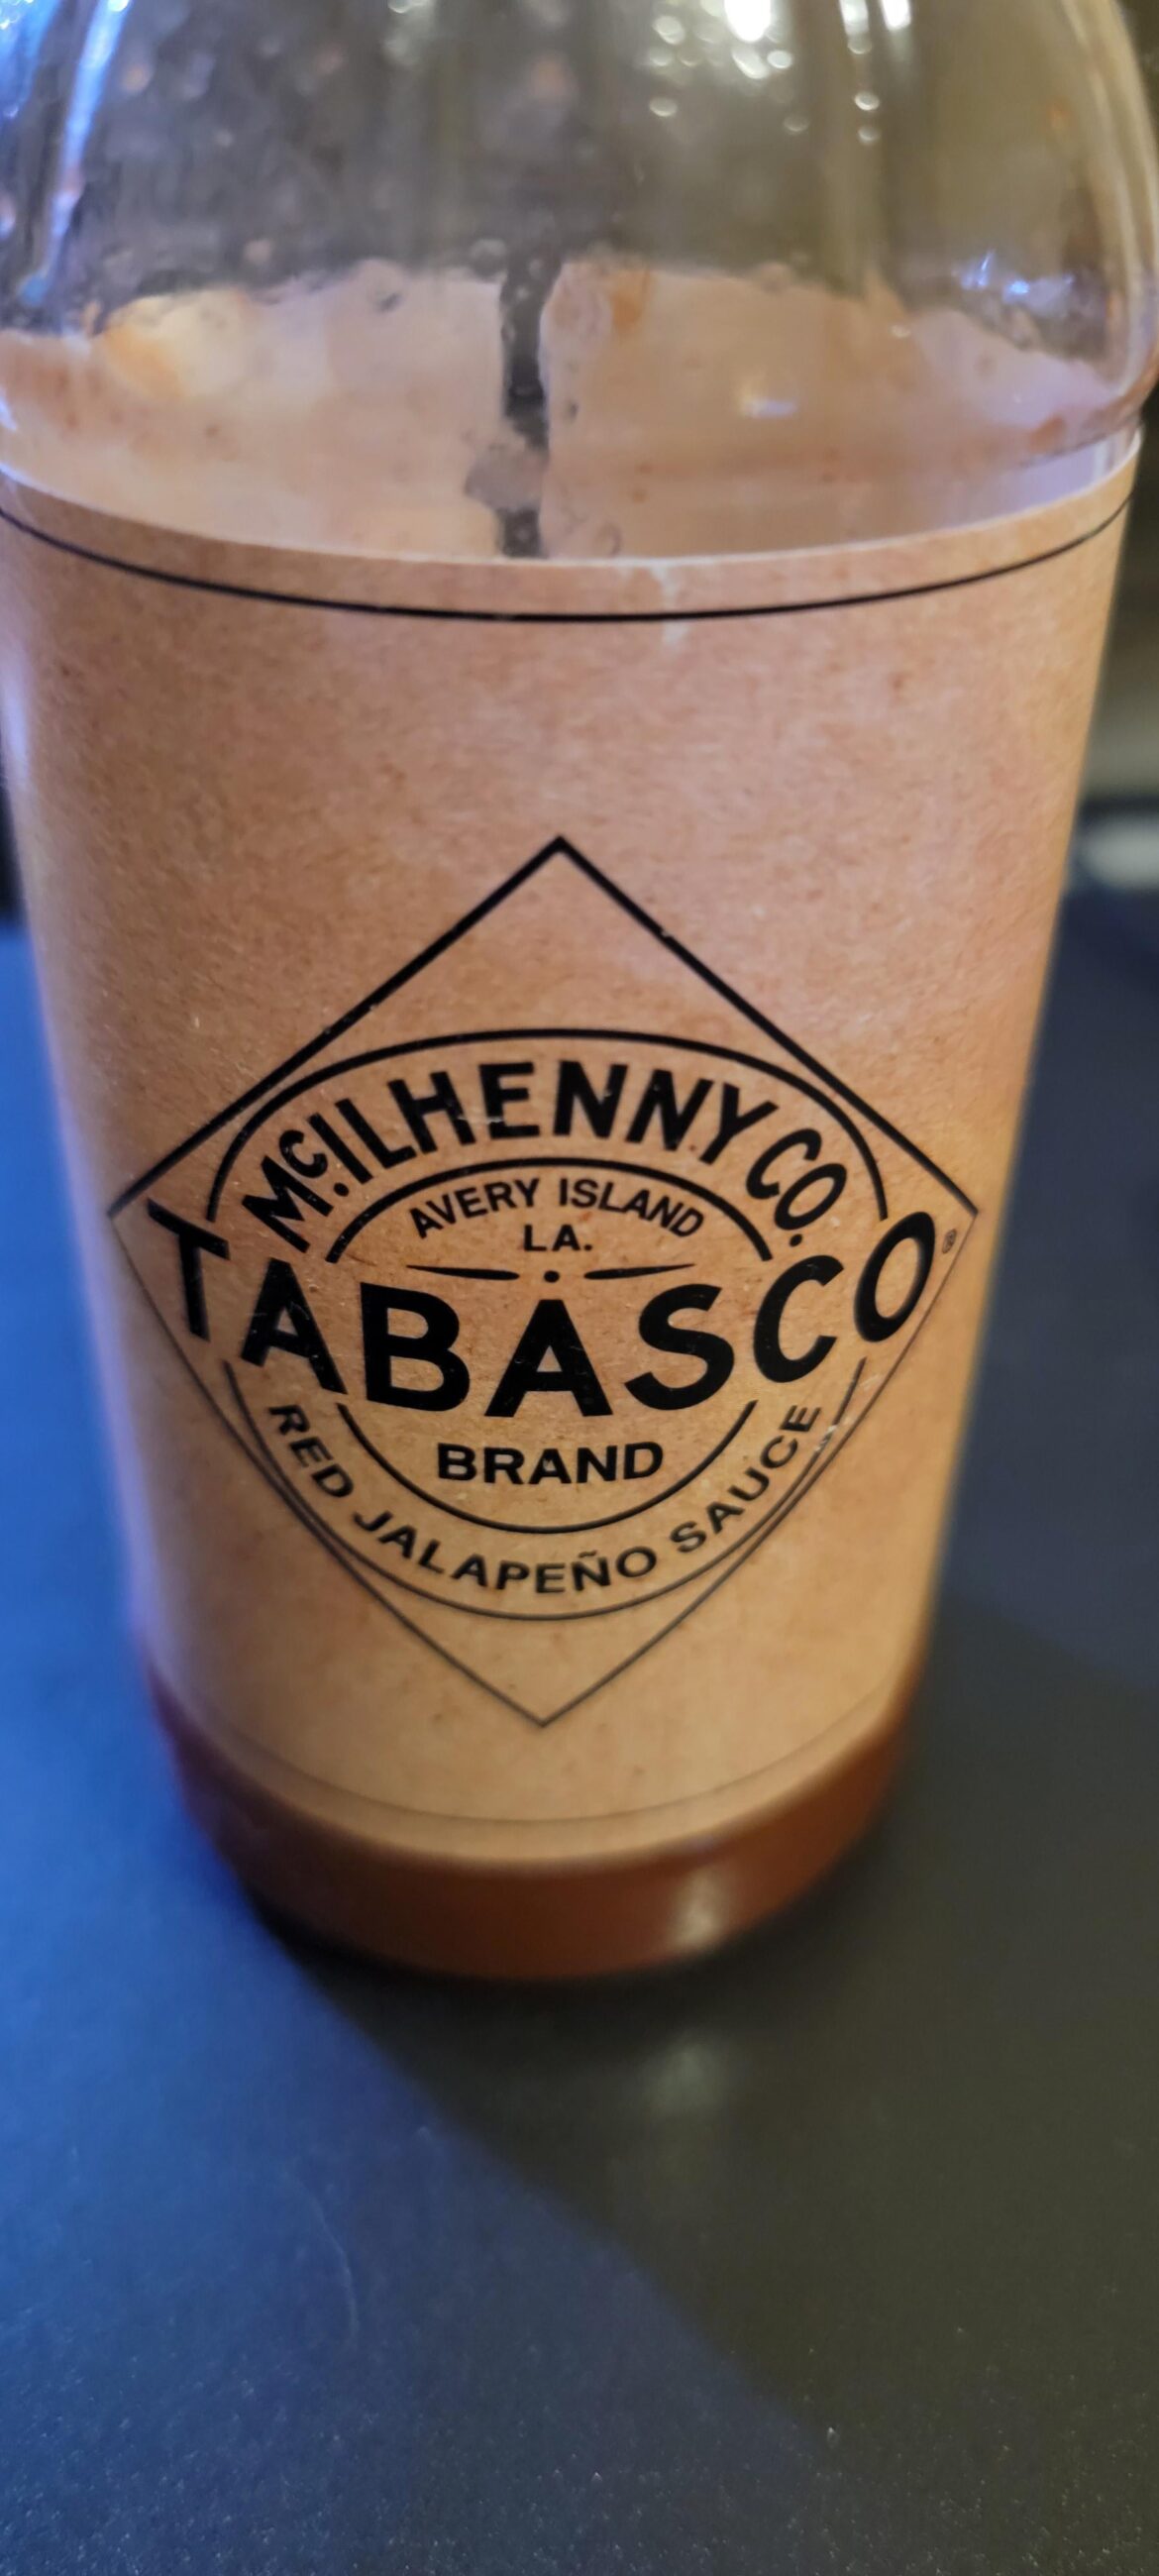 McILHENNY CO.
AVERY ISLAND
LA.
TABASCO®
BRAND
RED JALAPEÑO SAUCE